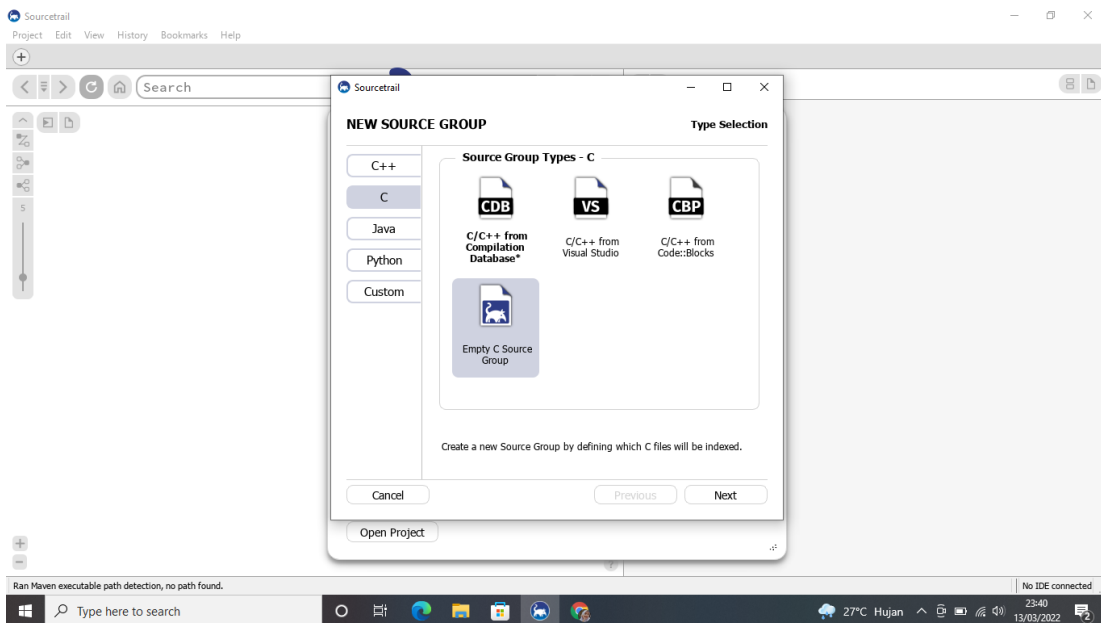 Sourcetrail
Project Edit View History Bookmarks Help
Search
S
Sourcetrail
NEW SOURCE GROUP
Type Selection
C++
C
Java
Python
Custom
Source Group Types - C
CDB
C/C++ from
Compilation
Database*
VS
C/C++ from
Visual Studio
CBP
C/C++ from
Code::Blocks
Empty C Source
Group
Create a new Source Group by defining which C files will be indexed.
Cancel
Previous
Next
Open Project
?
Ran Maven executable path detection, no path found.
No IDE connected
Type here to search
27°C Hujan
23:40
13/03/2022
2